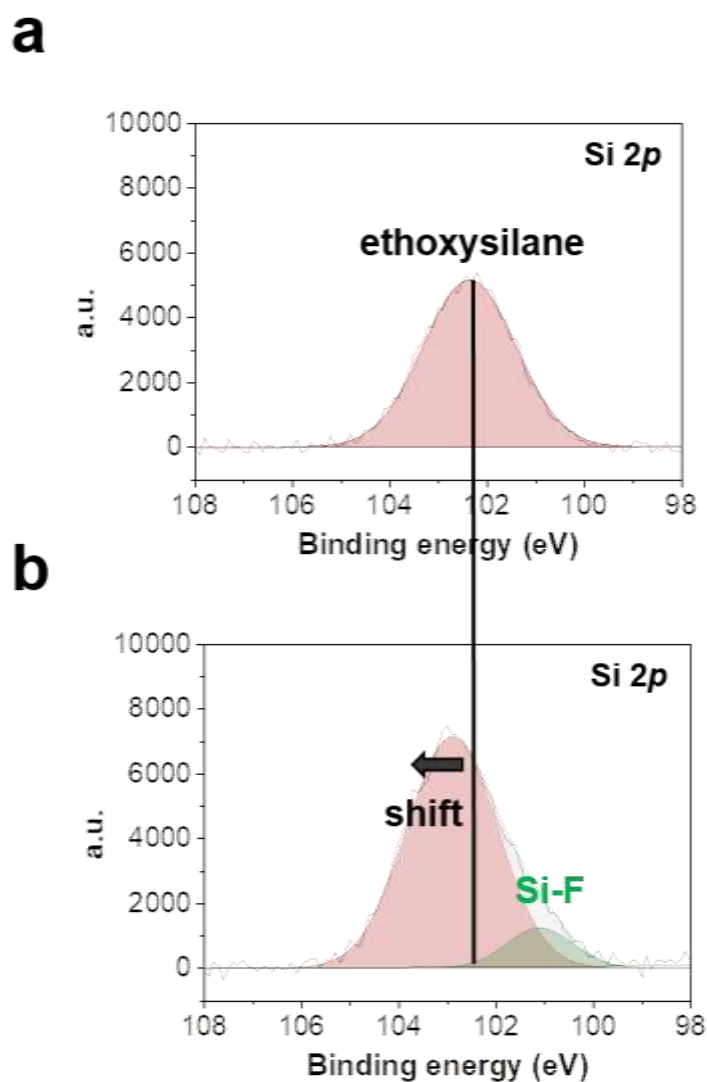 a
10000
Si 2p
8000
ethoxysilane
6000
a.u.
4000
2000
0
108 106 104 102 100 98
Binding energy (eV)
b
10000
Si 2p
8000
6000
shift
a.u.
4000
Si-F
2000
0
108 106 104 102 100 98
Binding energy (eV)